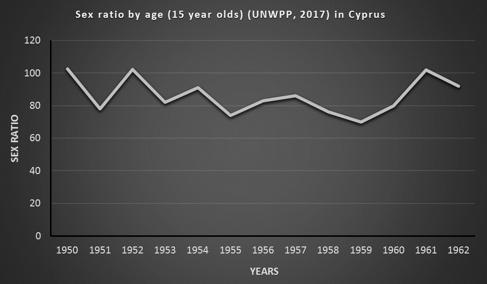 Sex ratio by age (15 year olds) (UNWPP, 2017) in Cyprus
120
100
80
60
40
20
0
SEX RATIO
1950 1951 1952 1953 1954 1955 1956 1957 1958 1959 1960 1961 1962
YEARS